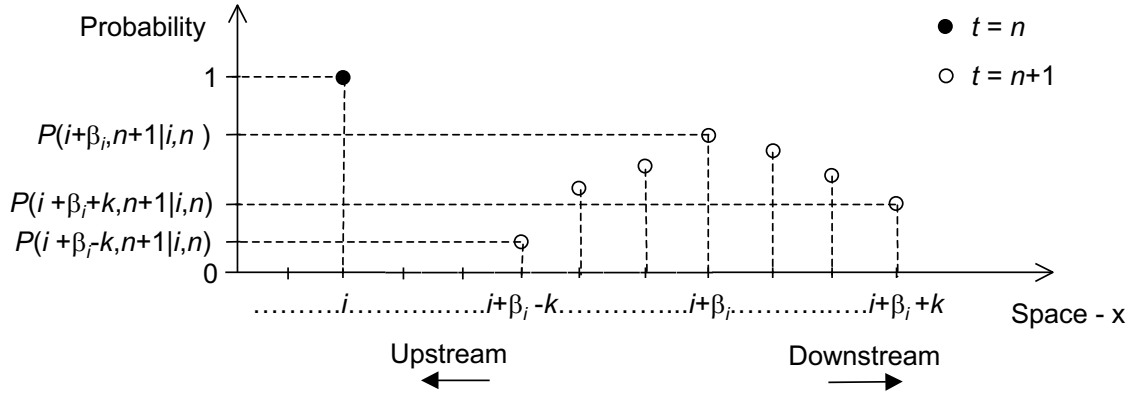 Probability
● t = n
○ t = n+1
1
P(i+βᵢ,n+1|i,n )
P(i +βᵢ+k,n+1|i,n)
P(i +βᵢ-k,n+1|i,n)
0
……….i………..…..i+βᵢ -k…………....i+βᵢ………..….i+βᵢ +k
Space - x
Upstream
Downstream